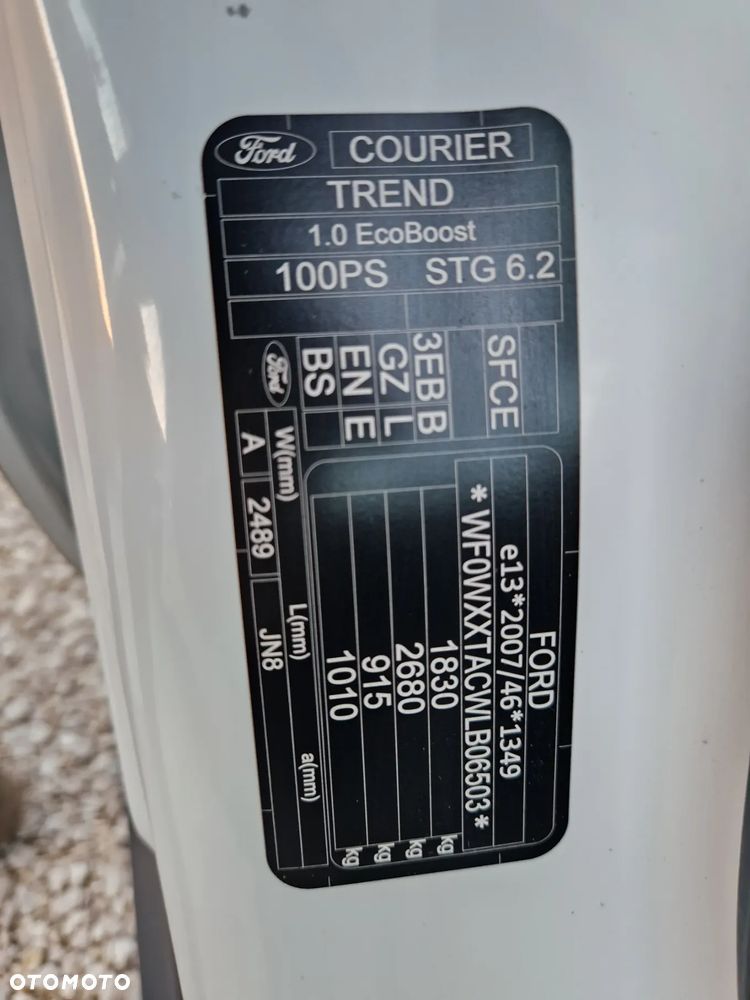 Ford COURIER
TREND
1.0 EcoBoost
100PS STG 6.2
FORD
e13*2007/46*1349
* WF0WXXTACWLB06503 *
1830 kg
2680 kg
915 kg
1010 kg
SFCE
3EB B
GZ L
EN E
BS
Ford
W(mm) L(mm) a(mm)
A 2489 JN8
OTOMOTO